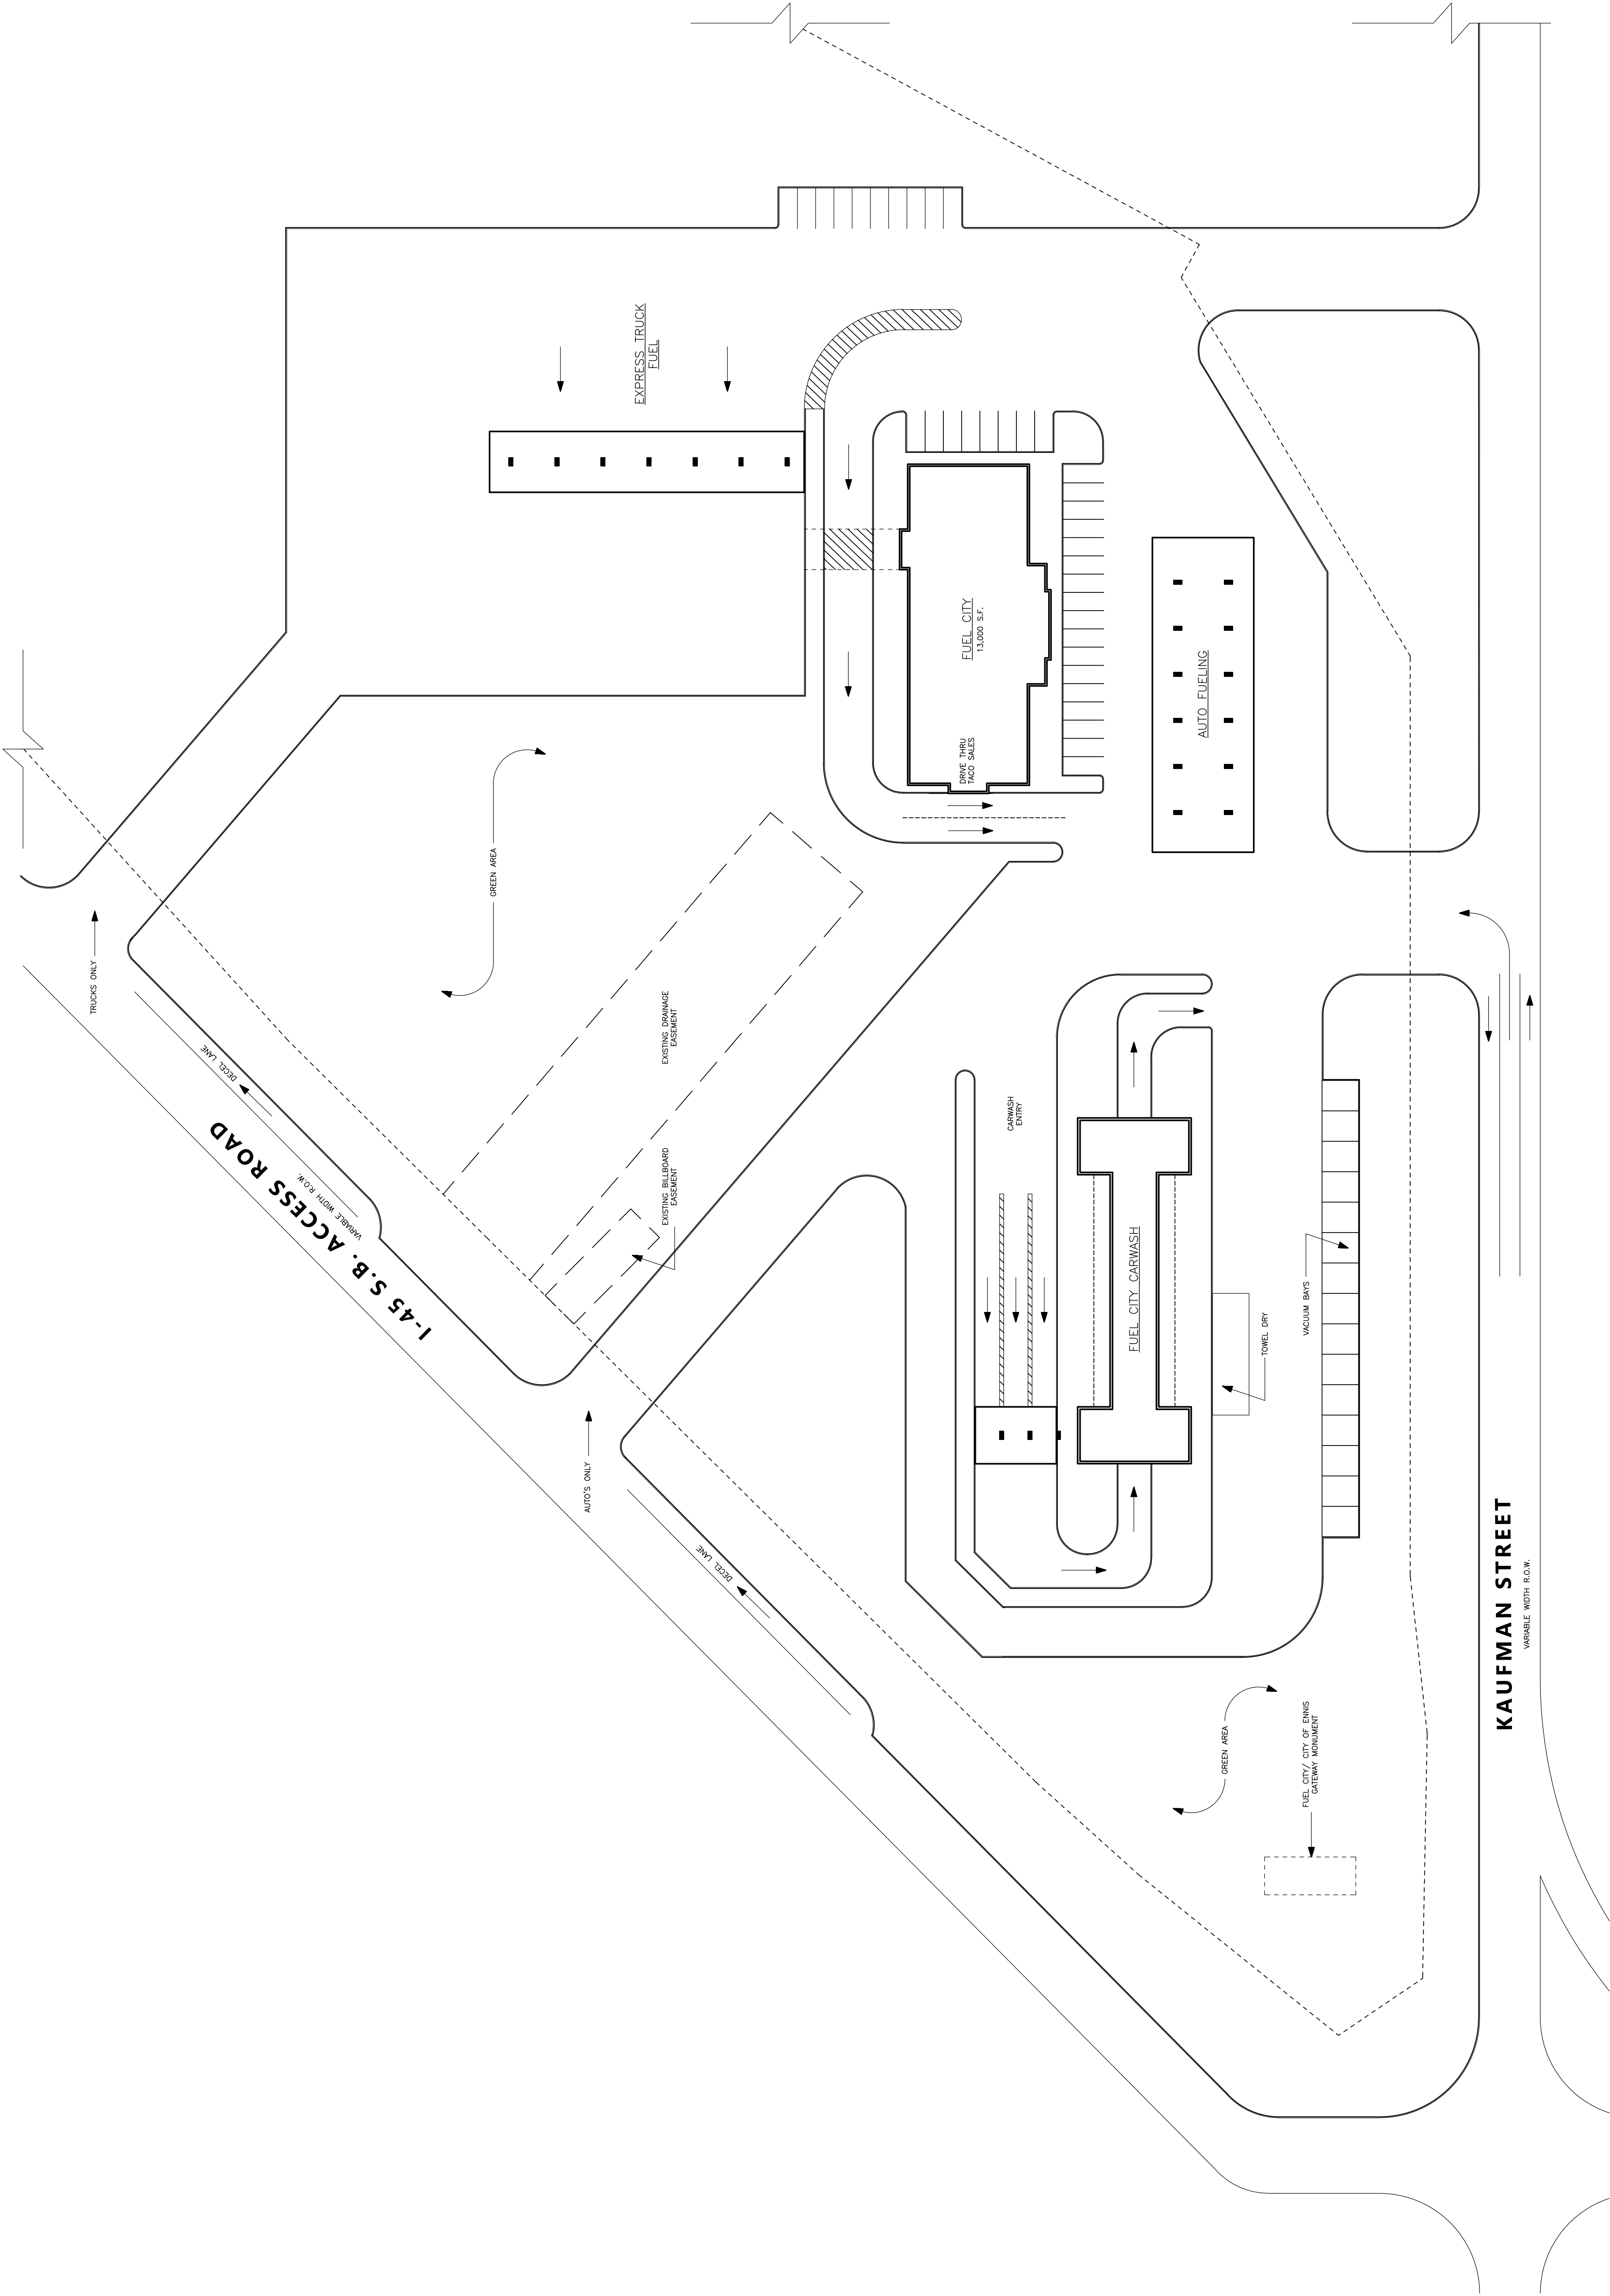 EXPRESS TRUCK
FUEL
FUEL CITY
13,000 S.F.
DRIVE THRU
TACO SALES
AUTO FUELING
GREEN AREA
TRUCKS ONLY
DECEL LANE
I-45 S.B. ACCESS ROAD
VARIABLE WIDTH R.O.W.
EXISTING DRAINAGE
EASEMENT
EXISTING BILLBOARD
EASEMENT
CARWASH
ENTRY
FUEL CITY CARWASH
TOWEL DRY
VACUUM BAYS
AUTO'S ONLY
DECEL LANE
KAUFMAN STREET
VARIABLE WIDTH R.O.W.
GREEN AREA
FUEL CITY/ CITY OF ENNIS
GATEWAY MONUMENT